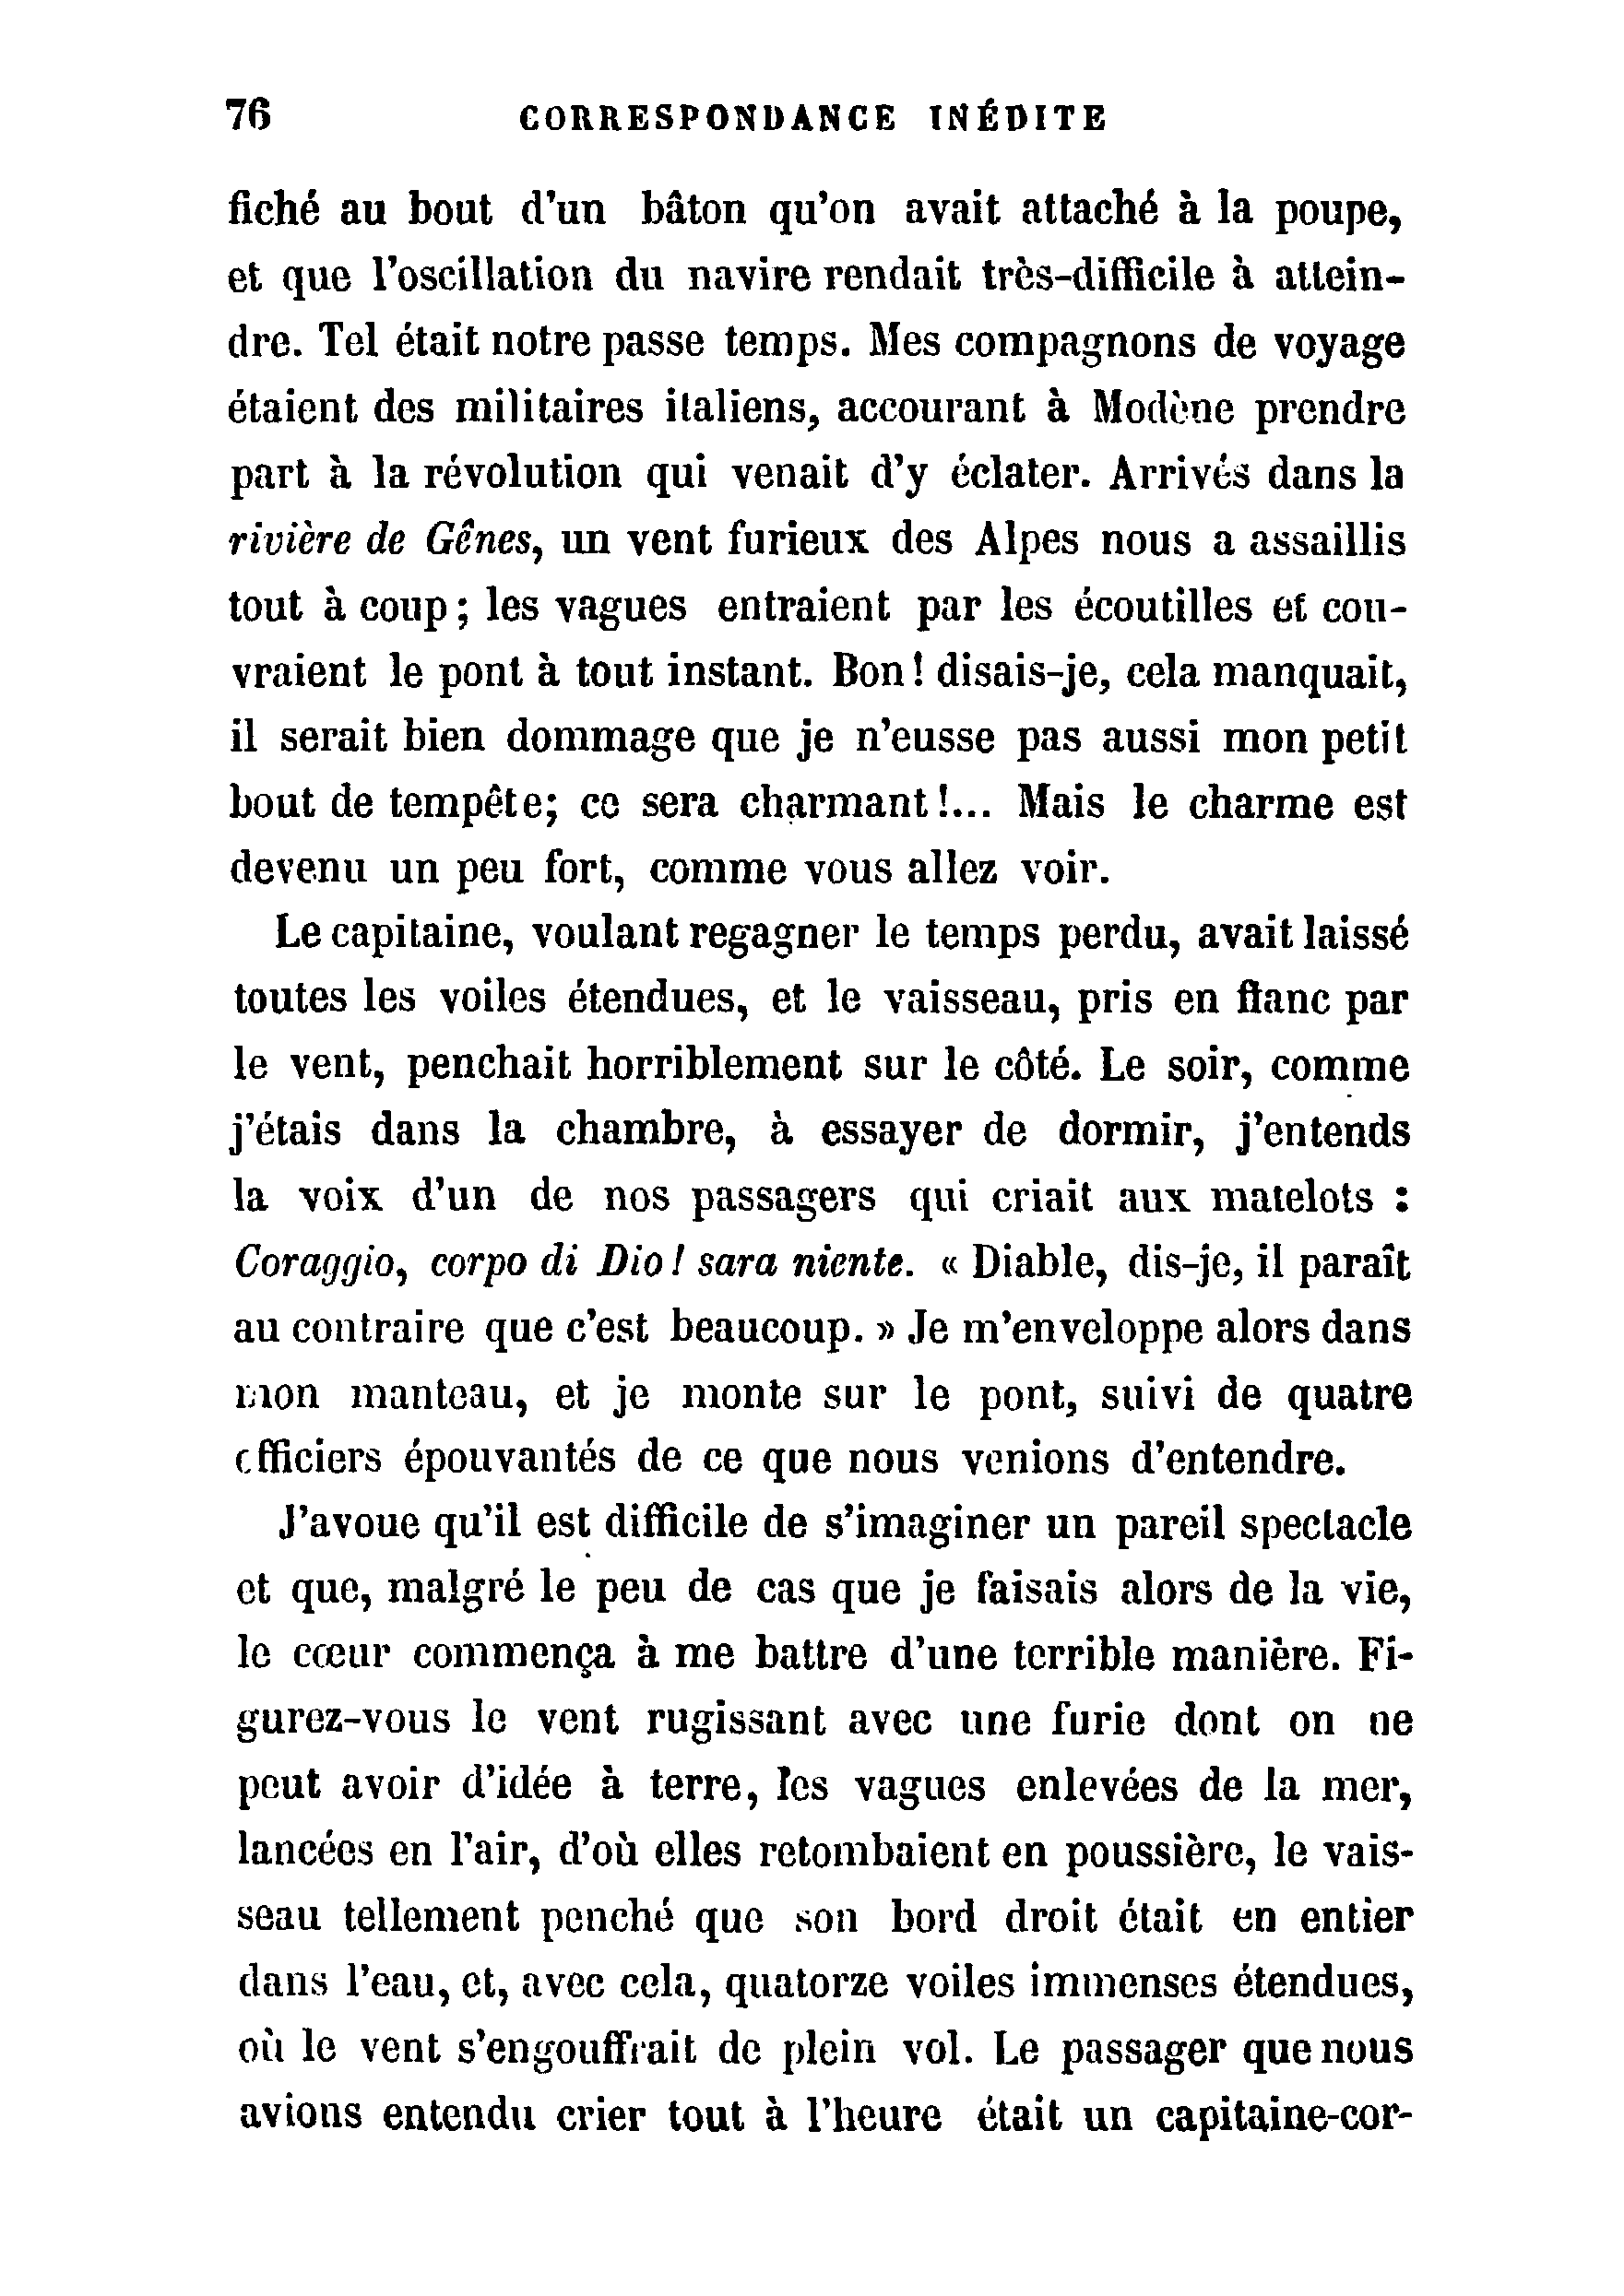 76 CORRESPONDANCE INÉDITE
fiché au bout d'un bâton qu'on avait attaché à la poupe,
et que l'oscillation du navire rendait très-difficile à attein-
dre. Tel était notre passe temps. Mes compagnons de voyage
étaient des militaires italiens, accourant à Modène prendre
part à la révolution qui venait d'y éclater. Arrivés dans la
rivière de Gênes, un vent furieux des Alpes nous a assaillis
tout à coup ; les vagues entraient par les écoutilles et cou-
vraient le pont à tout instant. Bon ! disais-je, cela manquait,
il serait bien dommage que je n'eusse pas aussi mon petit
bout de tempête; ce sera charmant !... Mais le charme est
devenu un peu fort, comme vous allez voir.
Le capitaine, voulant regagner le temps perdu, avait laissé
toutes les voiles étendues, et le vaisseau, pris en flanc par
le vent, penchait horriblement sur le côté. Le soir, comme
j'étais dans la chambre, à essayer de dormir, j'entends
la voix d'un de nos passagers qui criait aux matelots :
Coraggio, corpo di Dio ! sara niente. « Diable, dis-je, il paraît
au contraire que c'est beaucoup. » Je m'enveloppe alors dans
mon manteau, et je monte sur le pont, suivi de quatre
officiers épouvantés de ce que nous venions d'entendre.
J'avoue qu'il est difficile de s'imaginer un pareil spectacle
et que, malgré le peu de cas que je faisais alors de la vie,
le cœur commença à me battre d'une terrible manière. Fi-
gurez-vous le vent rugissant avec une furie dont on ne
peut avoir d'idée à terre, les vagues enlevées de la mer,
lancées en l'air, d'où elles retombaient en poussière, le vais-
seau tellement penché que son bord droit était en entier
dans l'eau, et, avec cela, quatorze voiles immenses étendues,
où le vent s'engouffrait de plein vol. Le passager que nous
avions entendu crier tout à l'heure était un capitaine-cor-